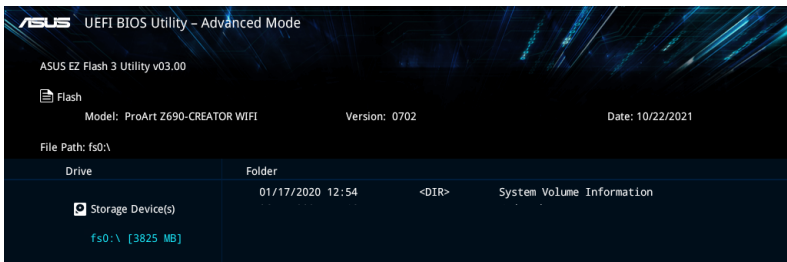 ASUS UEFI BIOS Utility – Advanced Mode
ASUS EZ Flash 3 Utility v03.00
Flash
Model: ProArt Z690-CREATOR WIFI Version: 0702 Date: 10/22/2021
File Path: fs0:\
Drive Folder
01/17/2020 12:54 <DIR> System Volume Information
Storage Device(s)
fs0:\ [3825 MB]